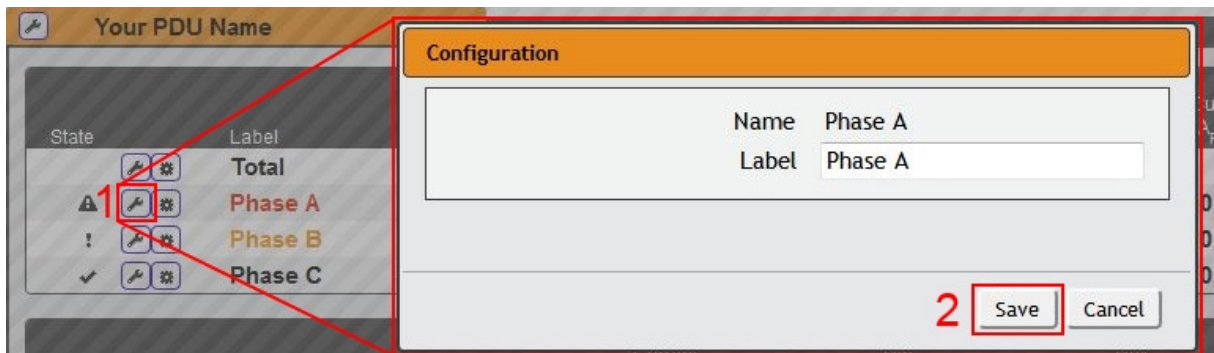 Your PDU Name
Configuration
Name Phase A
Label Phase A
State Label
Total
1
Phase A
Phase B
Phase C
2 Save Cancel